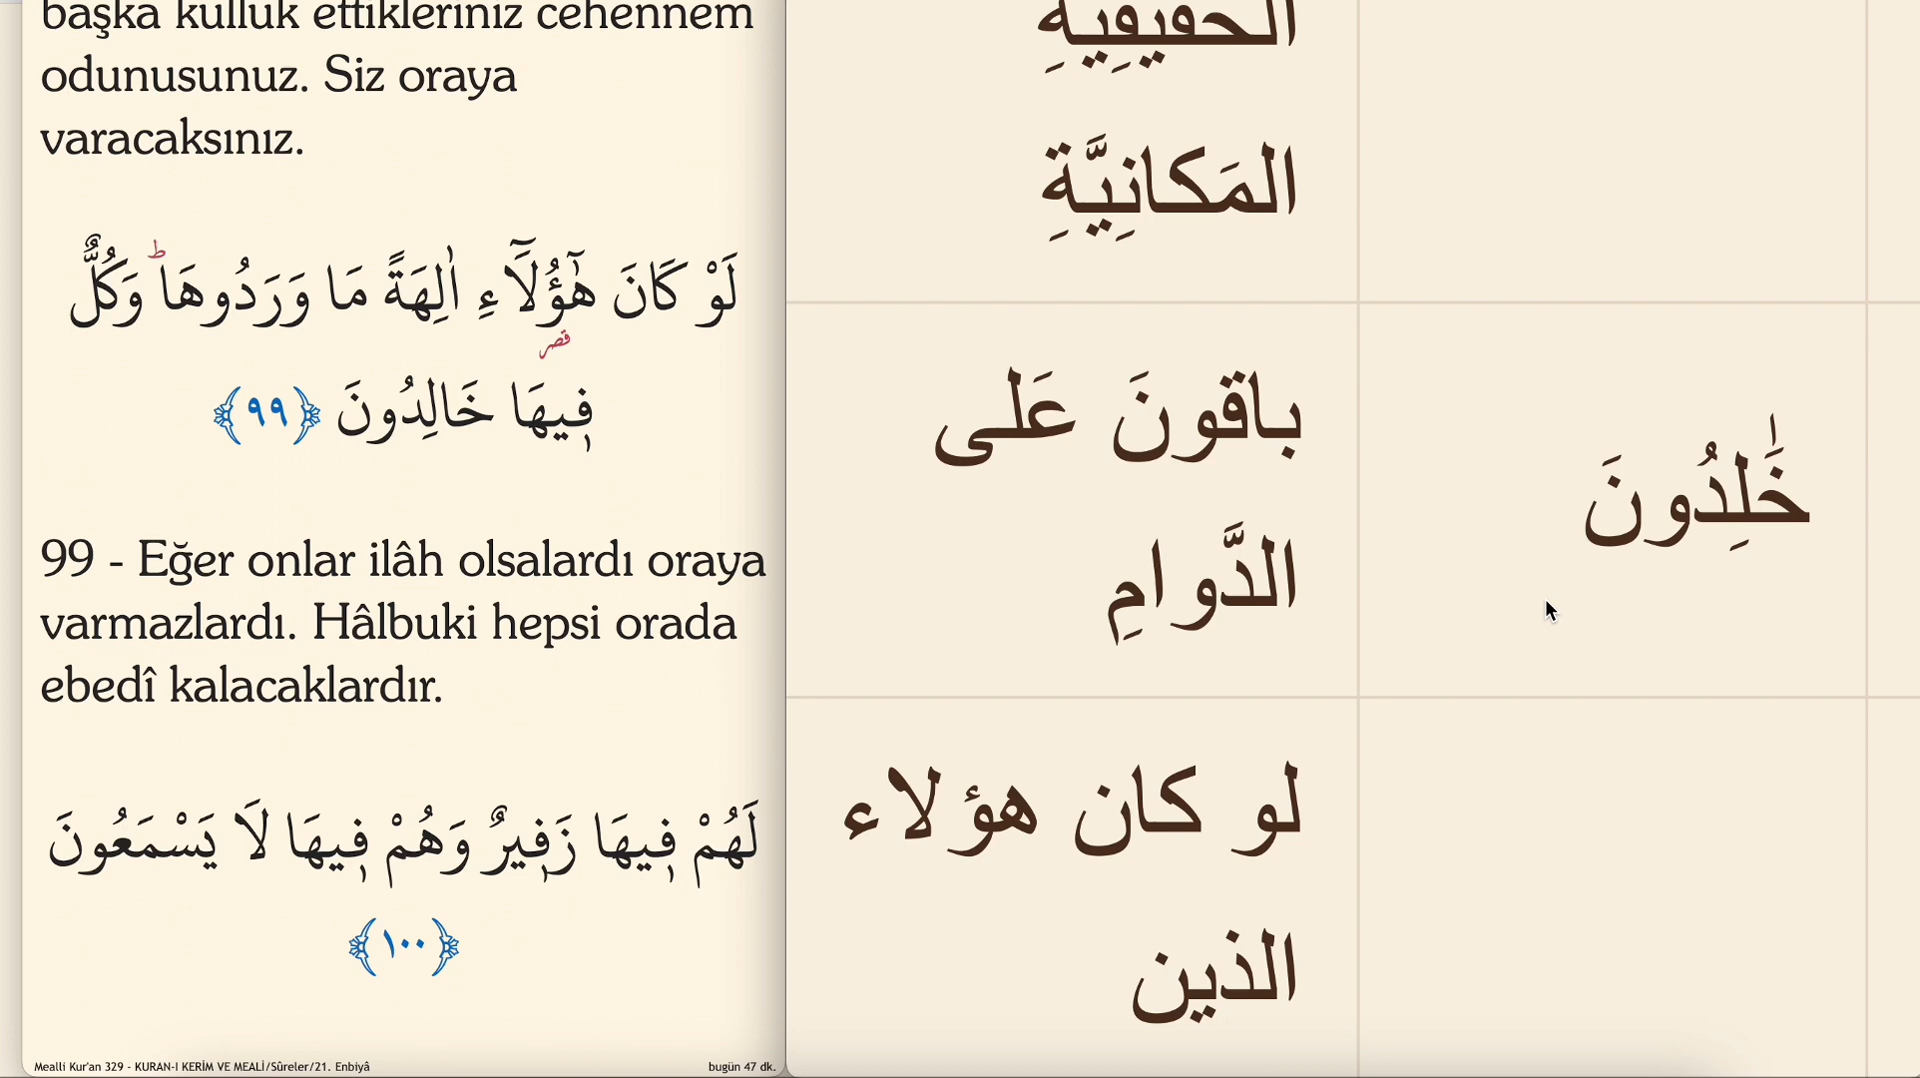 başka kulluk ettikleriniz cehennem
odunusunuz. Siz oraya
varacaksınız.
لَوْ كَانَ هٰٓؤُ۬لَٓاءِ اٰلِهَةً مَا وَرَدُوهَاۜ وَكُلٌّ
قصر
ف۪يهَا خَالِدُونَ ﴿٩٩﴾
99 - Eğer onlar ilâh olsalardı oraya
varmazlardı. Hâlbuki hepsi orada
ebedî kalacaklardır.
لَهُمْ ف۪يهَا زَف۪يرٌ وَهُمْ ف۪يهَا لَا يَسْمَعُونَ
﴿١٠٠﴾
Mealli Kur'an 329 - KURAN-I KERİM VE MEALİ/Sûreler/21. Enbiyâ
bugün 47 dk.
المَكانِيَّةِ
خَٰلِدُونَ
باقونَ عَلى
الدَّوامِ
لو كان هؤلاء
الذين